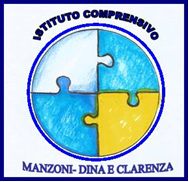 ISTITUTO COMPRENSIVO
MANZONI- DINA E CLARENZA